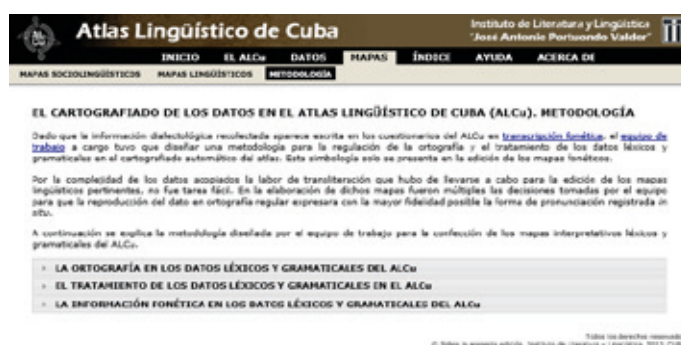 Atlas Lingüístico de Cuba
Instituto de Literatura y Lingüística
"José Antonio Portuondo Valdor"
INICIO EL ALCu DATOS MAPAS ÍNDICE AYUDA ACERCA DE
MAPAS SOCIOLINGÜÍSTICOS MAPAS LINGÜÍSTICOS METODOLOGÍA
EL CARTOGRAFIADO DE LOS DATOS EN EL ATLAS LINGÜÍSTICO DE CUBA (ALCu). METODOLOGÍA
Dado que la información dialectológica recolectada aparece escrita en los cuestionarios del ALCu en transcripción fonética, el equipo de
trabajo a cargo tuvo que diseñar una metodología para la regulación de la ortografía y el tratamiento de los datos léxicos y
gramaticales en el cartografiado automático del atlas. Esta simbología solo se presenta en la edición de los mapas fonéticos.
Por la complejidad de los datos acopiados la labor de transliteración que hubo de llevarse a cabo para la edición de los mapas
lingüísticos pertinentes, no fue tarea fácil. En la elaboración de dichos mapas fueron múltiples las decisiones tomadas por el equipo
para que la reproducción del dato en ortografía regular expresara con la mayor fidelidad posible la forma de pronunciación registrada in
situ.
A continuación se explica la metodología diseñada por el equipo de trabajo para la confección de los mapas interpretativos léxicos y
gramaticales del ALCu.
LA ORTOGRAFÍA EN LOS DATOS LÉXICOS Y GRAMATICALES DEL ALCu
EL TRATAMIENTO DE LOS DATOS LÉXICOS Y GRAMATICALES EN EL ALCu
LA INFORMACIÓN FONÉTICA EN LOS DATOS LÉXICOS Y GRAMATICALES DEL ALCu
Todos los derechos reservados
© Sobre la presente edición, Instituto de Literatura y Lingüística, 2013, CUBA